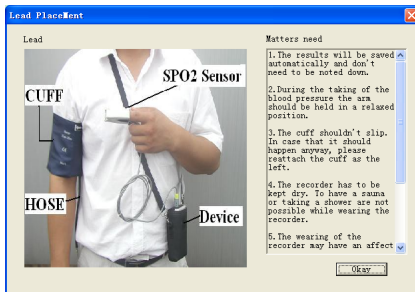 Lead PlaceMent
Lead
Matters need
SPO2 Sensor
CUFF
HOSE
Device
1.The results will be saved
automatically and don't
need to be noted down.
2.During the taking of the
blood pressure the arm
should be held in a relaxed
position.
3.The cuff shouldn't slip.
In case that it should
happen anyway, please
reattach the cuff as the
left.
4.The recorder has to be
kept dry. To have a sauna
or taking a shower are not
possible while wearing the
recorder.
5.The wearing of the
recorder may have an affect
Okay